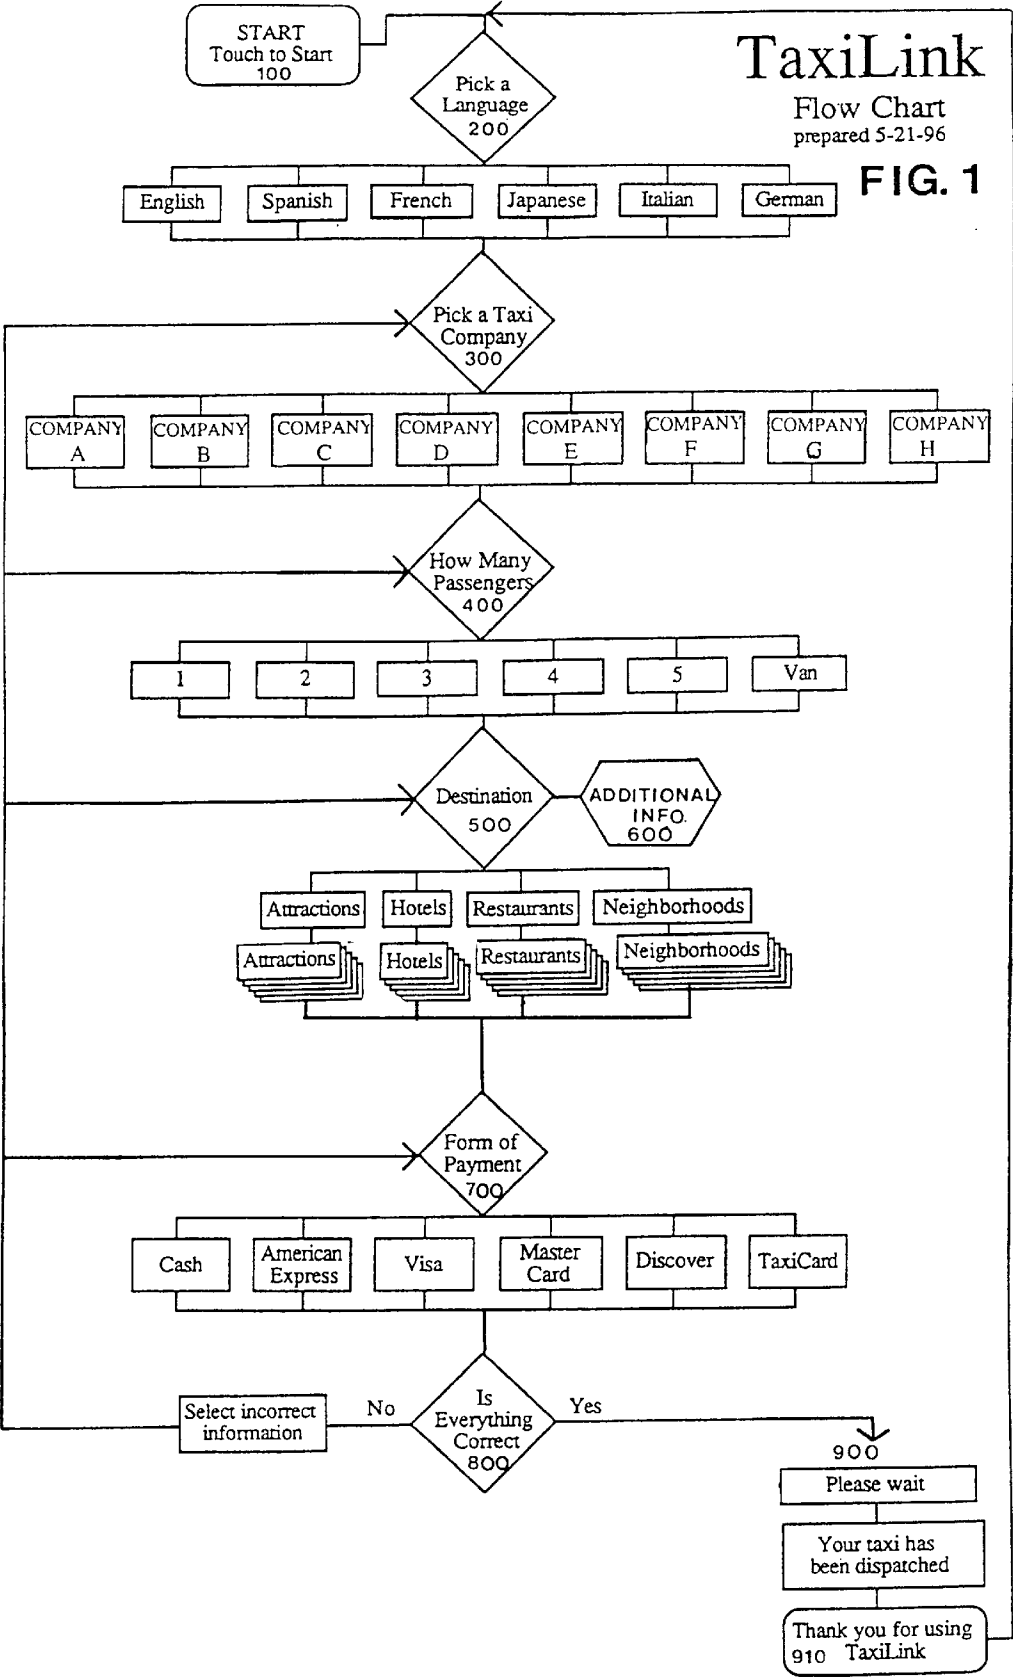 START
Touch to Start
100
TaxiLink
Flow Chart
prepared 5-21-96
FIG. 1
Pick a
Language
200
English Spanish French Japanese Italian German
Pick a Taxi
Company
300
COMPANY COMPANY COMPANY COMPANY COMPANY COMPANY COMPANY COMPANY
A B C D E F G H
How Many
Passengers
400
1 2 3 4 5 Van
Destination
500
ADDITIONAL
INFO.
600
Attractions Hotels Restaurants Neighborhoods
Attractions Hotels Restaurants Neighborhoods
Form of
Payment
700
Cash
American
Express
Visa
Master
Card
Discover
TaxiCard
Is
Everything
Correct
800
No
Select incorrect
information
Yes
900
Please wait
Your taxi has
been dispatched
Thank you for using
910 TaxiLink